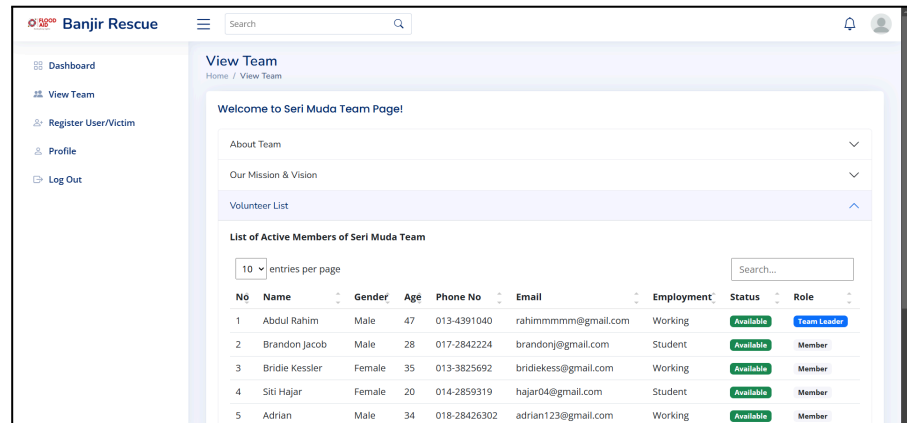 FLOOD AID Banjir Rescue
Search
Dashboard
View Team
Register User/Victim
Profile
Log Out
View Team
Home / View Team
Welcome to Seri Muda Team Page!
About Team
Our Mission & Vision
Volunteer List
List of Active Members of Seri Muda Team
10 entries per page
Search...
No Name Gender Age Phone No Email Employment Status Role
1 Abdul Rahim Male 47 013-4391040 rahimmmmm@gmail.com Working Available Team Leader
2 Brandon Jacob Male 28 017-2842224 brandonj@gmail.com Student Available Member
3 Bridie Kessler Female 35 013-3825692 bridiekess@gmail.com Working Available Member
4 Siti Hajar Female 20 014-2859319 hajar04@gmail.com Student Available Member
5 Adrian Male 34 018-28426302 adrian123@gmail.com Working Available Member